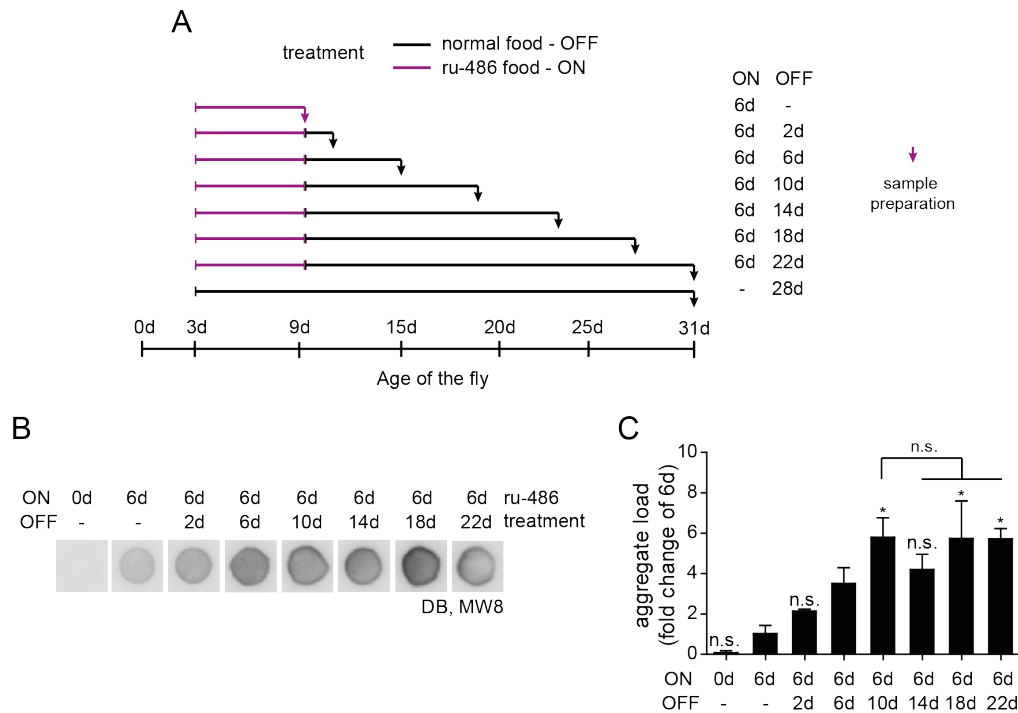 A
treatment
normal food - OFF
ru-486 food - ON
ON OFF
6d -
6d 2d
6d 6d
6d 10d
6d 14d
6d 18d
6d 22d
- 28d
sample
preparation
0d 3d 9d 15d 20d 25d 31d
Age of the fly
B
ON 0d 6d 6d 6d 6d 6d 6d 6d ru-486
OFF - - 2d 6d 10d 14d 18d 22d treatment
DB, MW8
C
aggregate load
(fold change of 6d)
10
8
6
4
2
0
n.s.
n.s.
*
n.s.
*
*
n.s.
ON 0d 6d 6d 6d 6d 6d 6d 6d
OFF - - 2d 6d 10d 14d 18d 22d